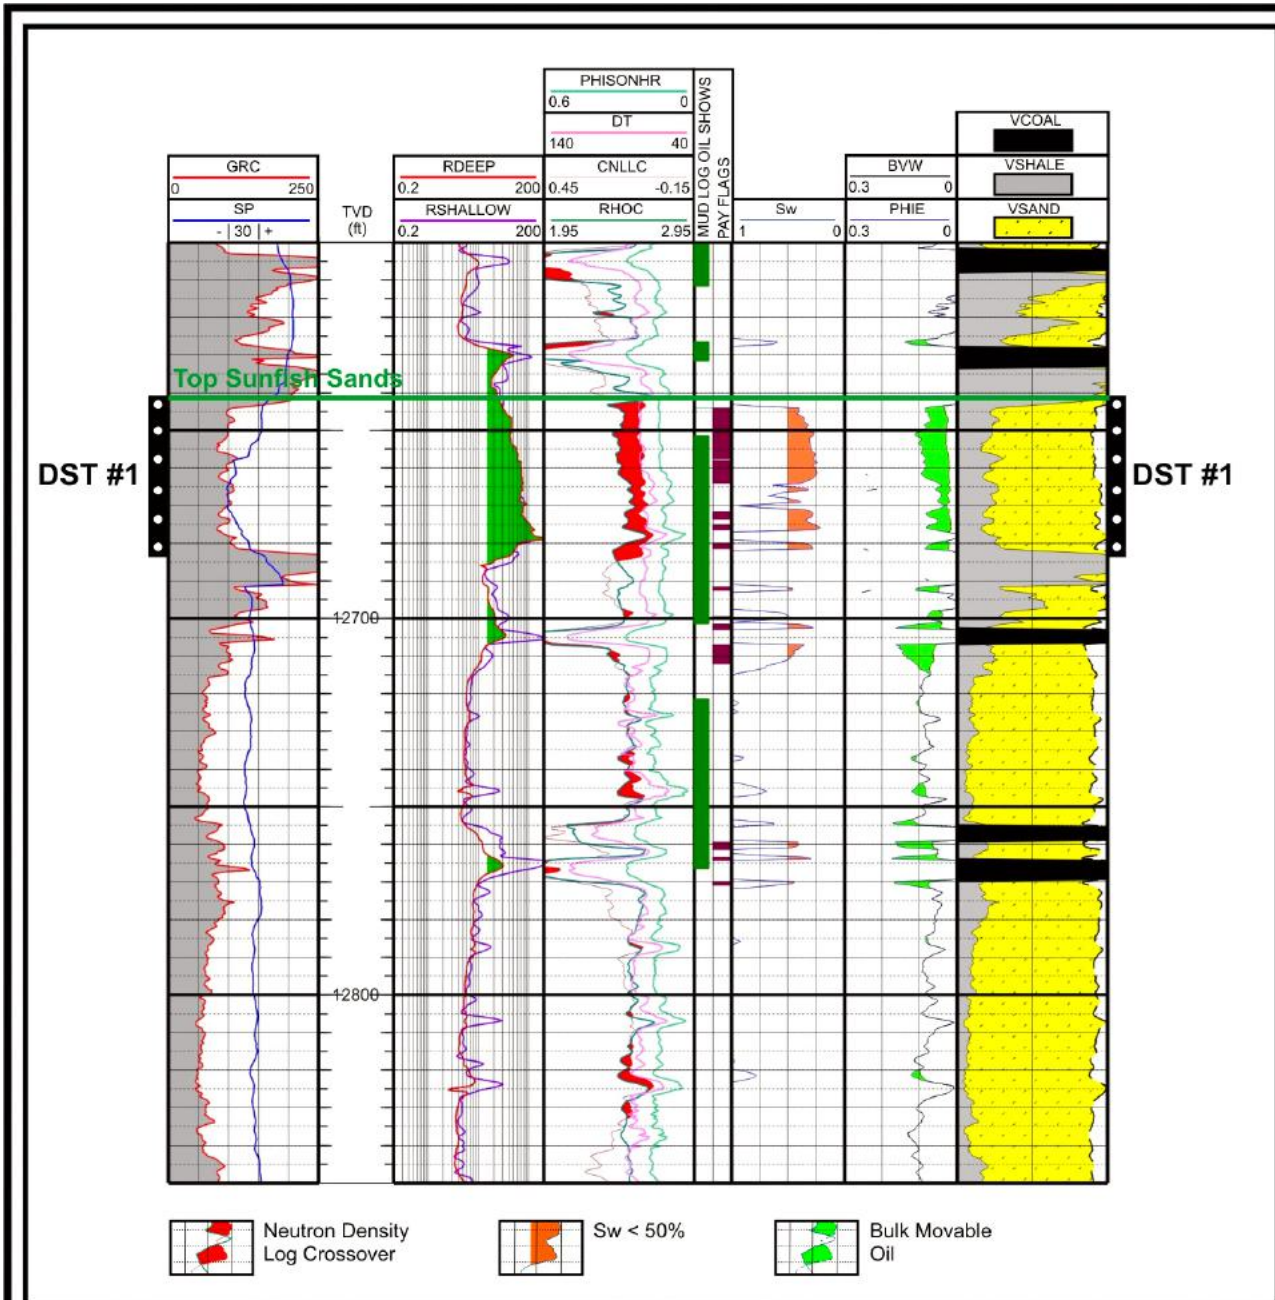 PHISONHR
0.6 0
DT
140 40
VCOAL
GRC
0 250
RDEEP
0.2 200
CNLLC
0.45 -0.15
MUD LOG OIL SHOWS
PAY FLAGS
BVW
0.3 0
VSHALE
SP
- | 30 | +
TVD
(ft)
RSHALLOW
0.2 200
RHOC
1.95 2.95
Sw
1 0
PHIE
0.3 0
VSAND
Top Sunfish Sands
DST #1
DST #1
12700
12800
Neutron Density
Log Crossover
Sw < 50%
Bulk Movable
Oil